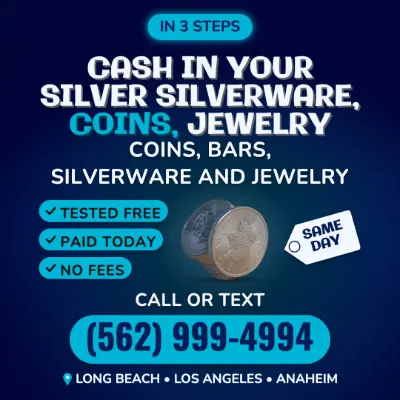 IN 3 STEPS
CASH IN YOUR
SILVER SILVERWARE,
COINS, JEWELRY
COINS, BARS,
SILVERWARE AND JEWELRY
TESTED FREE
PAID TODAY
NO FEES
SAME
DAY
CALL OR TEXT
(562) 999-4994
LONG BEACH • LOS ANGELES • ANAHEIM